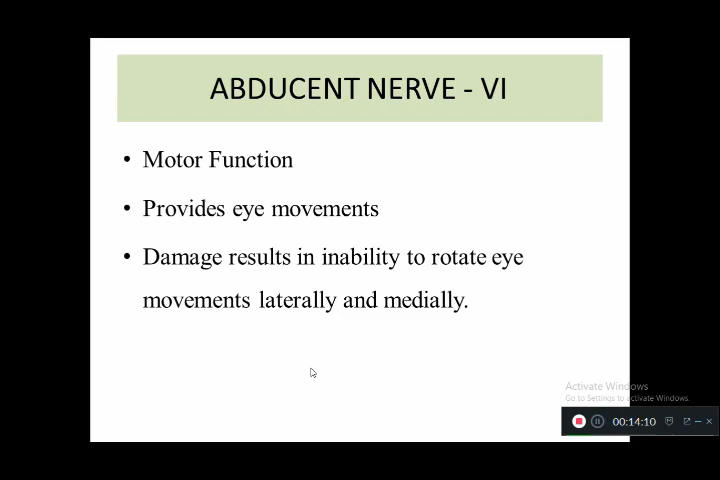 ABDUCENT NERVE - VI
• Motor Function
• Provides eye movements
• Damage results in inability to rotate eye
movements laterally and medially.
Activate Windows
Go to Settings to activate Windows.
00:14:10